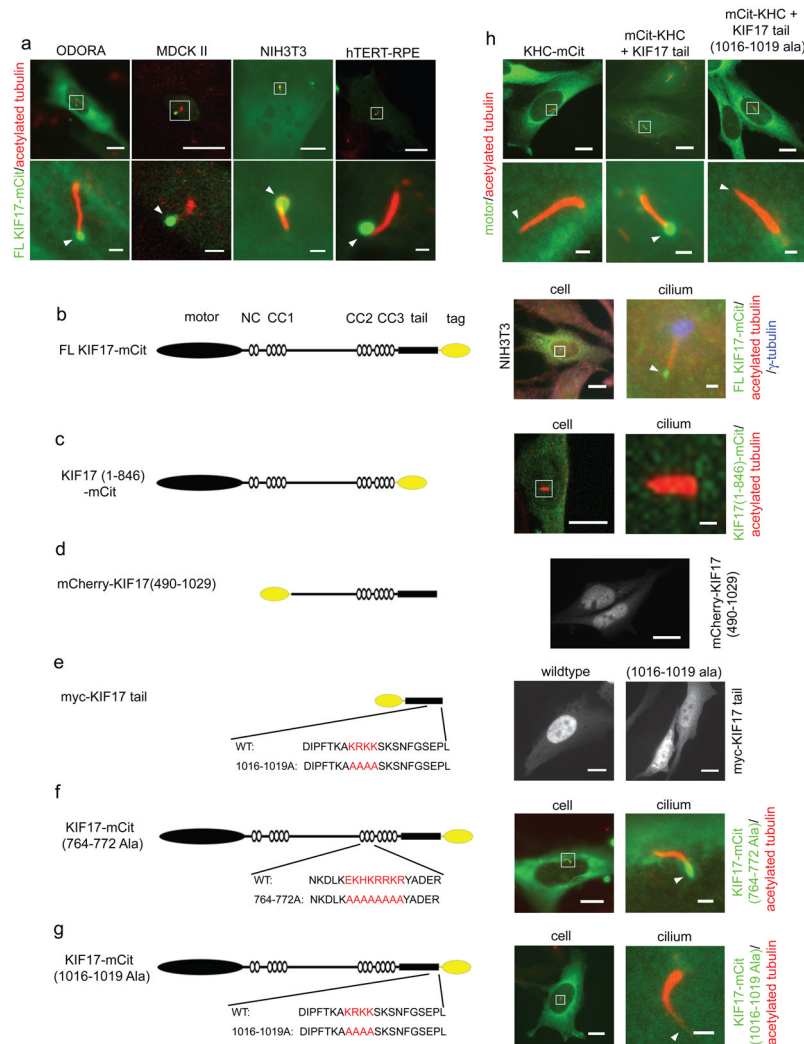 a
ODORA MDCK II NIH3T3 hTERT-RPE
FL KIF17-mCit/acetylated tubulin
h
KHC-mCit
mCit-KHC
+ KIF17 tail
mCit-KHC +
KIF17 tail
(1016-1019 ala)
motor/acetylated tubulin
b
motor NC CC1 CC2 CC3 tail tag
FL KIF17-mCit
cell cilium
NIH3T3
FL KIF17-mCit/
acetylated tubulin
/γ-tubulin
c
KIF17 (1-846)
-mCit
cell cilium
KIF17(1-846)-mCit/
acetylated tubulin
d
mCherry-KIF17(490-1029)
mCherry-KIF17
(490-1029)
e
myc-KIF17 tail
WT: DIPFTKAKRKKSKSNFGSEPL
1016-1019A: DIPFTKAAAAASKSNFGSEPL
wildtype (1016-1019 ala)
myc-KIF17 tail
f
KIF17-mCit
(764-772 Ala)
WT: NKDLKEKHKRRKRYADER
764-772A: NKDLKAAAAAAAAYADER
cell cilium
KIF17-mCit
(764-772 Ala)/
acetylated tubulin
g
KIF17-mCit
(1016-1019 Ala)
WT: DIPFTKAKRKKSKSNFGSEPL
1016-1019A: DIPFTKAAAAASKSNFGSEPL
cell cilium
KIF17-mCit
(1016-1019 Ala)/
acetylated tubulin